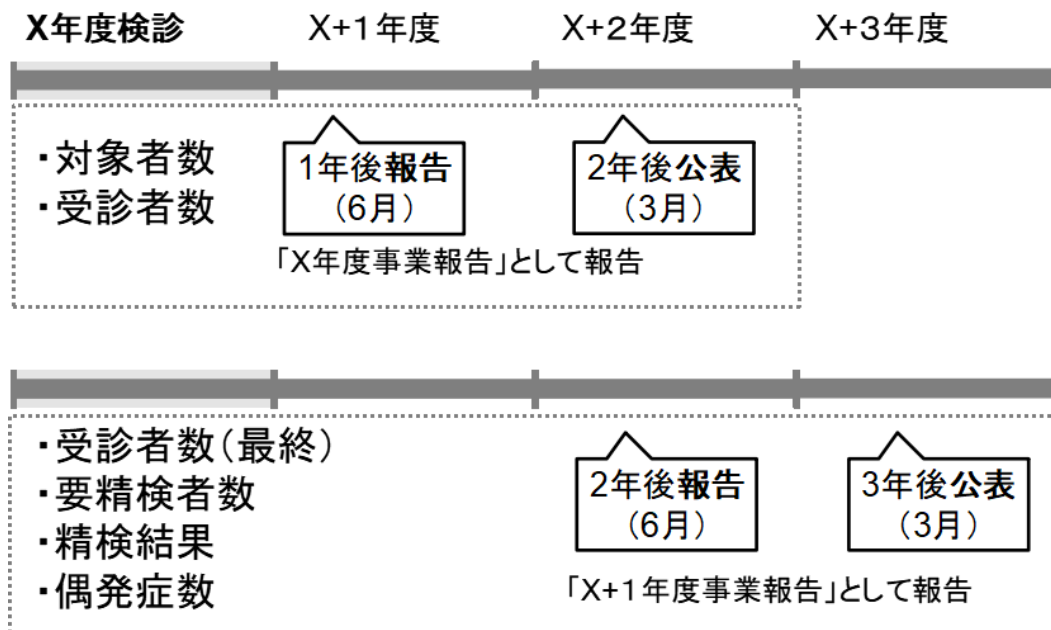 X年度検診 X+1年度 X+2年度 X+3年度
・対象者数
・受診者数
1年後報告
(6月)
2年後公表
(3月)
「X年度事業報告」として報告
・受診者数(最終)
・要精検者数
・精検結果
・偶発症数
2年後報告
(6月)
3年後公表
(3月)
「X+1年度事業報告」として報告